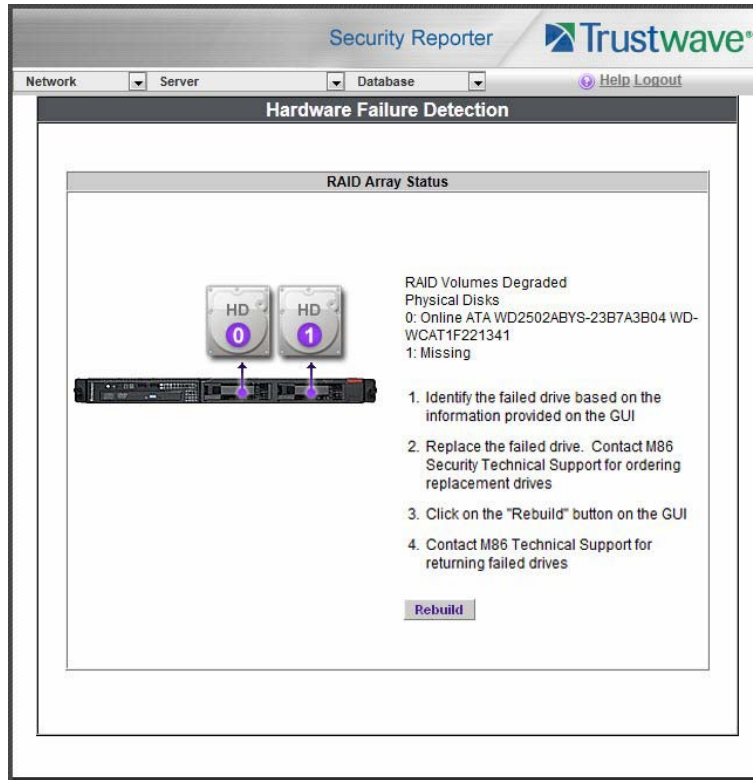 Security Reporter
Trustwave®
Network
Server
Database
Help Logout
Hardware Failure Detection
RAID Array Status
HD
0
HD
1
RAID Volumes Degraded
Physical Disks
0: Online ATA WD2502ABYS-23B7A3B04 WD-
WCAT1F221341
1: Missing
1. Identify the failed drive based on the
information provided on the GUI
2. Replace the failed drive. Contact M86
Security Technical Support for ordering
replacement drives
3. Click on the "Rebuild" button on the GUI
4. Contact M86 Technical Support for
returning failed drives
Rebuild